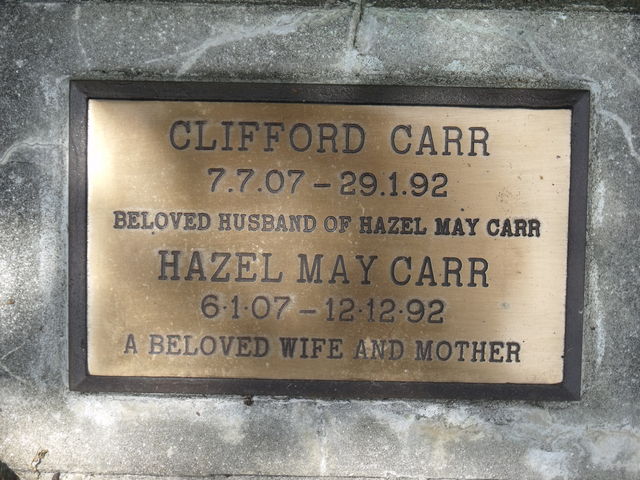 CLIFFORD CARR
7.7.07 - 29.1.92
BELOVED HUSBAND OF HAZEL MAY CARR
HAZEL MAY CARR
6·1·07 - 12·12·92
A BELOVED WIFE AND MOTHER